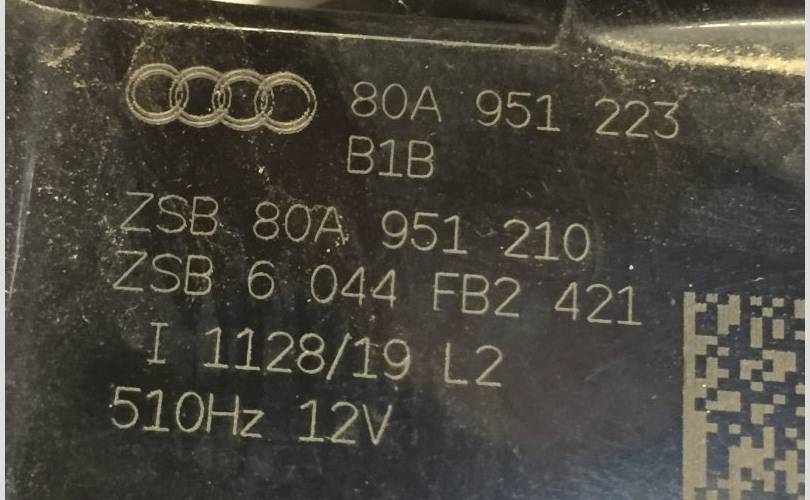 80A 951 223
B1B
ZSB 80A 951 210
ZSB 6 044 FB2 421
I 1128/19 L2
510Hz 12V